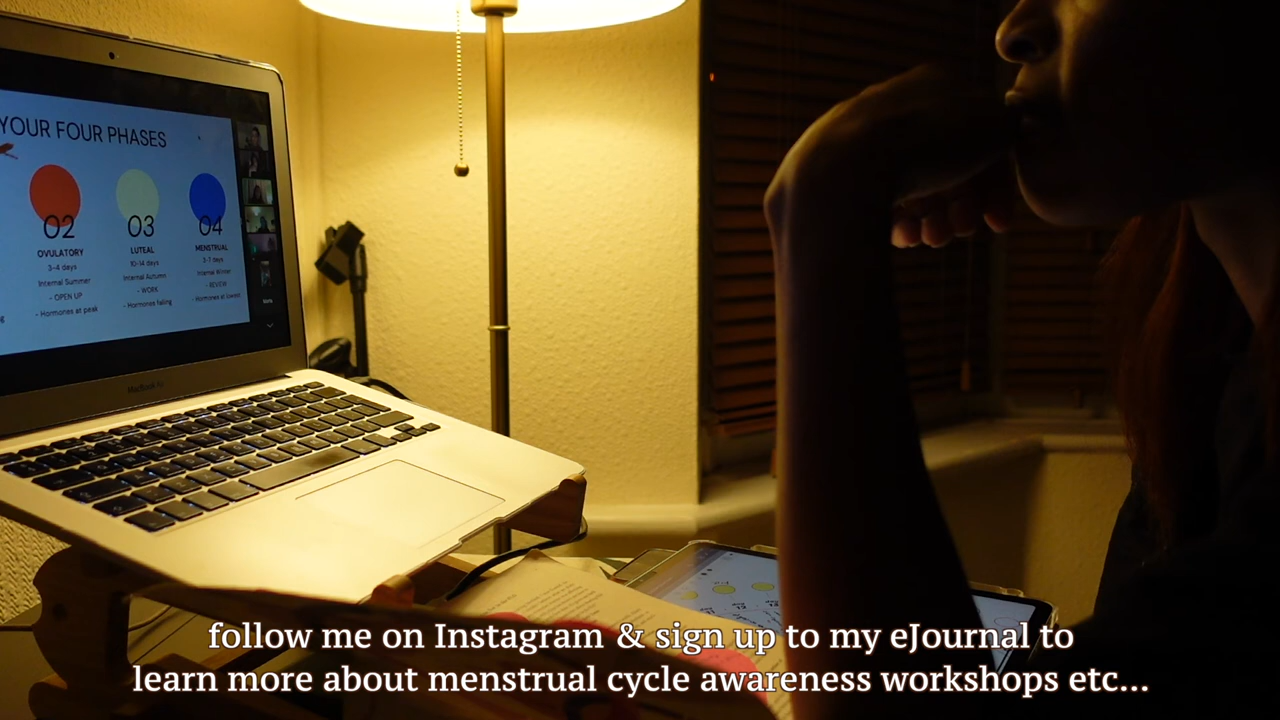 YOUR FOUR PHASES
02
OVULATORY
3-4 days
Internal Summer
- OPEN UP
- Hormones at peak
03
LUTEAL
10-14 days
Internal Autumn
- WORK
- Hormones falling
04
MENSTRUAL
3-7 days
Internal Winter
- REVIEW
- Hormones at lowest
MacBook Air
follow me on Instagram & sign up to my eJournal to
learn more about menstrual cycle awareness workshops etc...